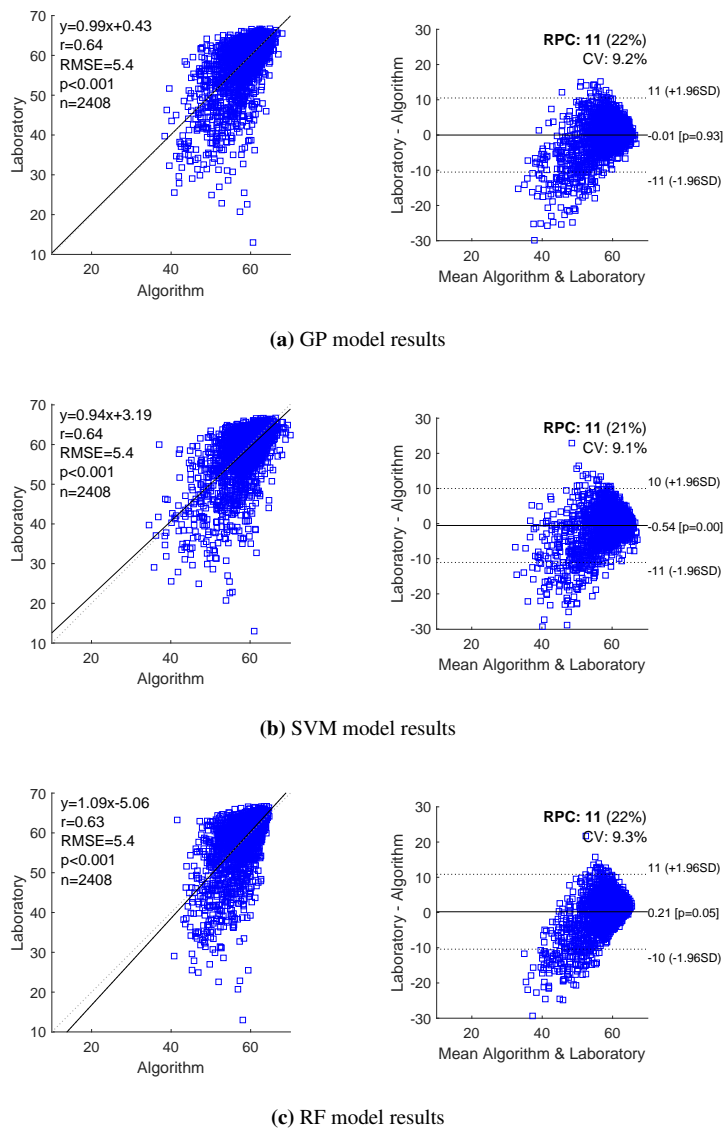 y=0.99x+0.43
r=0.64
RMSE=5.4
p<0.001
n=2408
Laboratory
70
60
50
40
30
20
10
20
40
60
Algorithm
RPC: 11 (22%)
CV: 9.2%
Laboratory - Algorithm
30
20
10
0
-10
-20
-30
11 (+1.96SD)
-0.01 [p=0.93]
-11 (-1.96SD)
20
40
60
Mean Algorithm & Laboratory
(a) GP model results
y=0.94x+3.19
r=0.64
RMSE=5.4
p<0.001
n=2408
Laboratory
70
60
50
40
30
20
10
20
40
60
Algorithm
RPC: 11 (21%)
CV: 9.1%
Laboratory - Algorithm
30
20
10
0
-10
-20
-30
10 (+1.96SD)
-0.54 [p=0.00]
-11 (-1.96SD)
20
40
60
Mean Algorithm & Laboratory
(b) SVM model results
y=1.09x-5.06
r=0.63
RMSE=5.4
p<0.001
n=2408
Laboratory
70
60
50
40
30
20
10
20
40
60
Algorithm
RPC: 11 (22%)
CV: 9.3%
Laboratory - Algorithm
30
20
10
0
-10
-20
-30
11 (+1.96SD)
0.21 [p=0.05]
-10 (-1.96SD)
20
40
60
Mean Algorithm & Laboratory
(c) RF model results